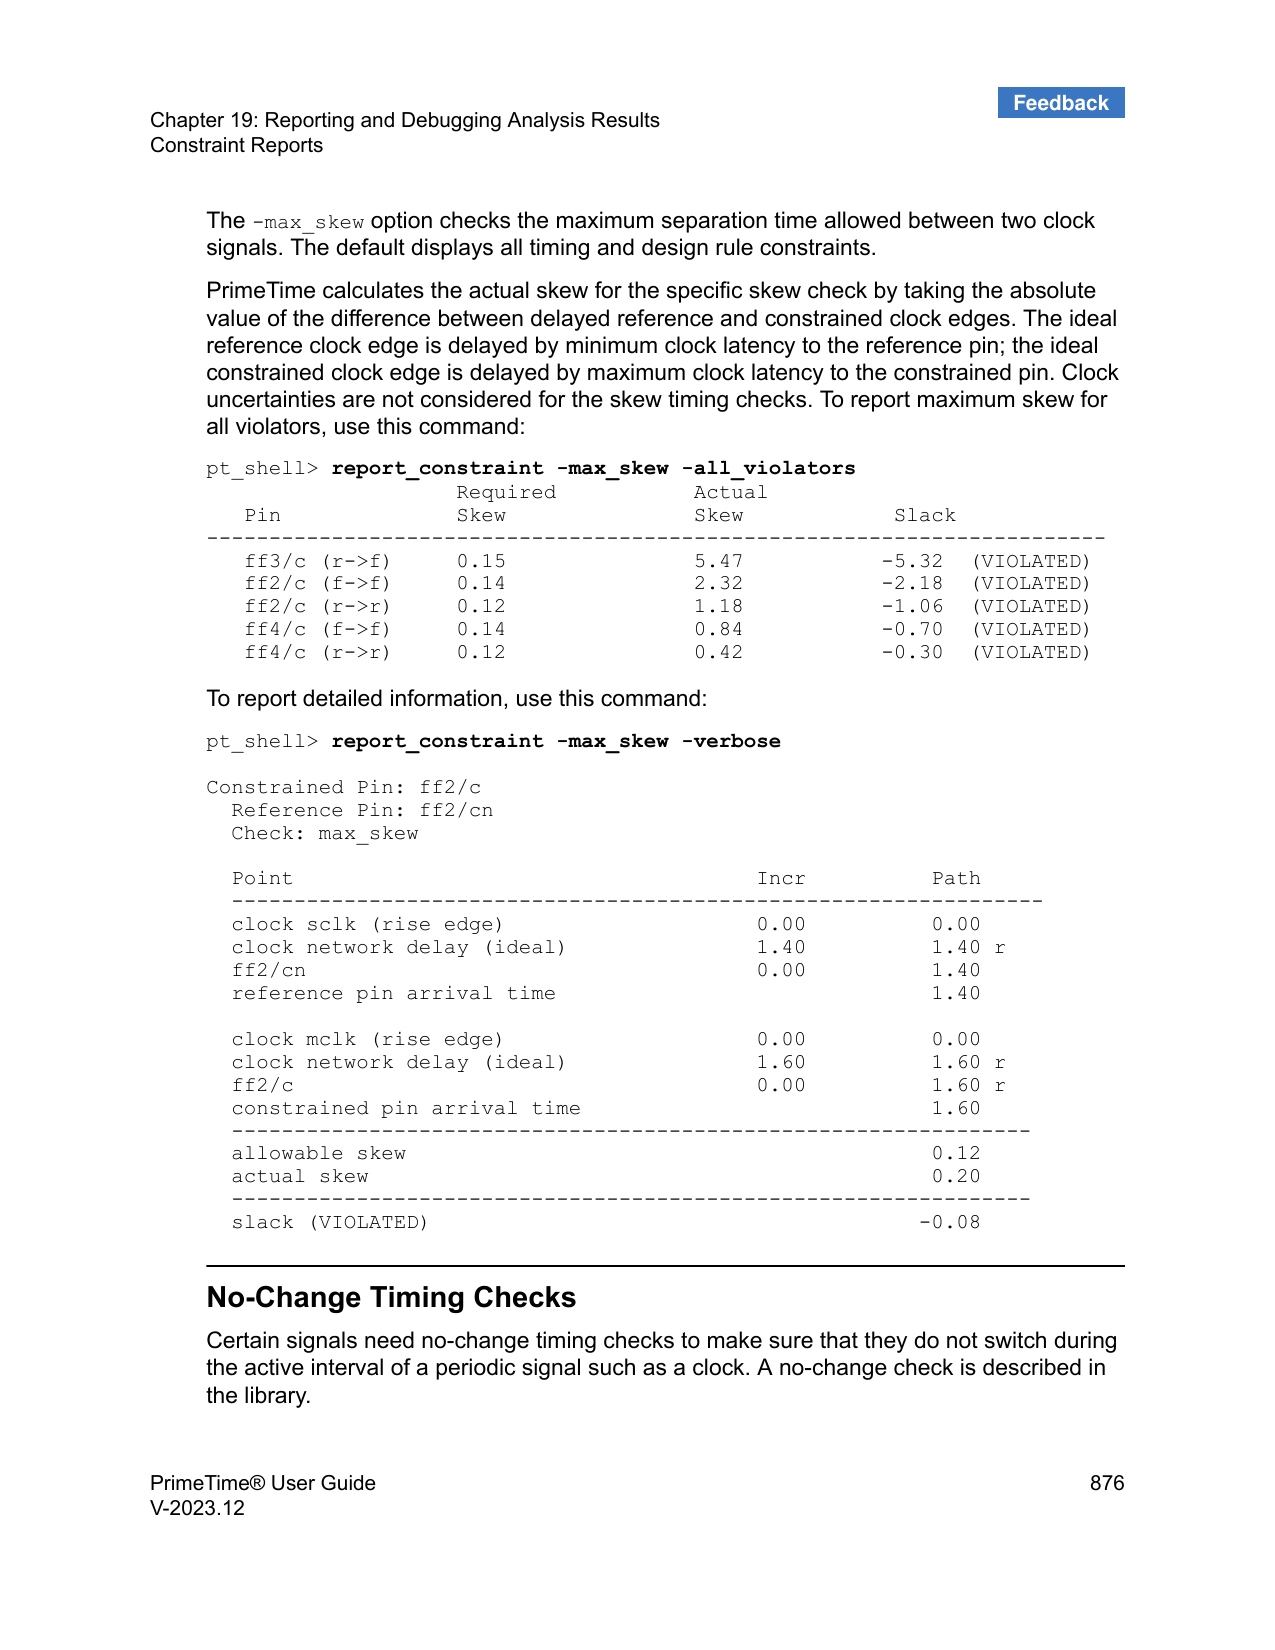 Feedback
Chapter 19: Reporting and Debugging Analysis Results
Constraint Reports
The -max_skew option checks the maximum separation time allowed between two clock
signals. The default displays all timing and design rule constraints.
PrimeTime calculates the actual skew for the specific skew check by taking the absolute
value of the difference between delayed reference and constrained clock edges. The ideal
reference clock edge is delayed by minimum clock latency to the reference pin; the ideal
constrained clock edge is delayed by maximum clock latency to the constrained pin. Clock
uncertainties are not considered for the skew timing checks. To report maximum skew for
all violators, use this command:
pt_shell> report_constraint -max_skew -all_violators
Required Actual
Pin Skew Skew Slack
------------------------------------------------------------------------
ff3/c (r->f) 0.15 5.47 -5.32 (VIOLATED)
ff2/c (f->f) 0.14 2.32 -2.18 (VIOLATED)
ff2/c (r->r) 0.12 1.18 -1.06 (VIOLATED)
ff4/c (f->f) 0.14 0.84 -0.70 (VIOLATED)
ff4/c (r->r) 0.12 0.42 -0.30 (VIOLATED)
To report detailed information, use this command:
pt_shell> report_constraint -max_skew -verbose
Constrained Pin: ff2/c
Reference Pin: ff2/cn
Check: max_skew
Point Incr Path
-----------------------------------------------------------------
clock sclk (rise edge) 0.00 0.00
clock network delay (ideal) 1.40 1.40 r
ff2/cn 0.00 1.40
reference pin arrival time 1.40
clock mclk (rise edge) 0.00 0.00
clock network delay (ideal) 1.60 1.60 r
ff2/c 0.00 1.60 r
constrained pin arrival time 1.60
----------------------------------------------------------------
allowable skew 0.12
actual skew 0.20
----------------------------------------------------------------
slack (VIOLATED) -0.08
No-Change Timing Checks
Certain signals need no-change timing checks to make sure that they do not switch during
the active interval of a periodic signal such as a clock. A no-change check is described in
the library.
PrimeTime® User Guide 876
V-2023.12